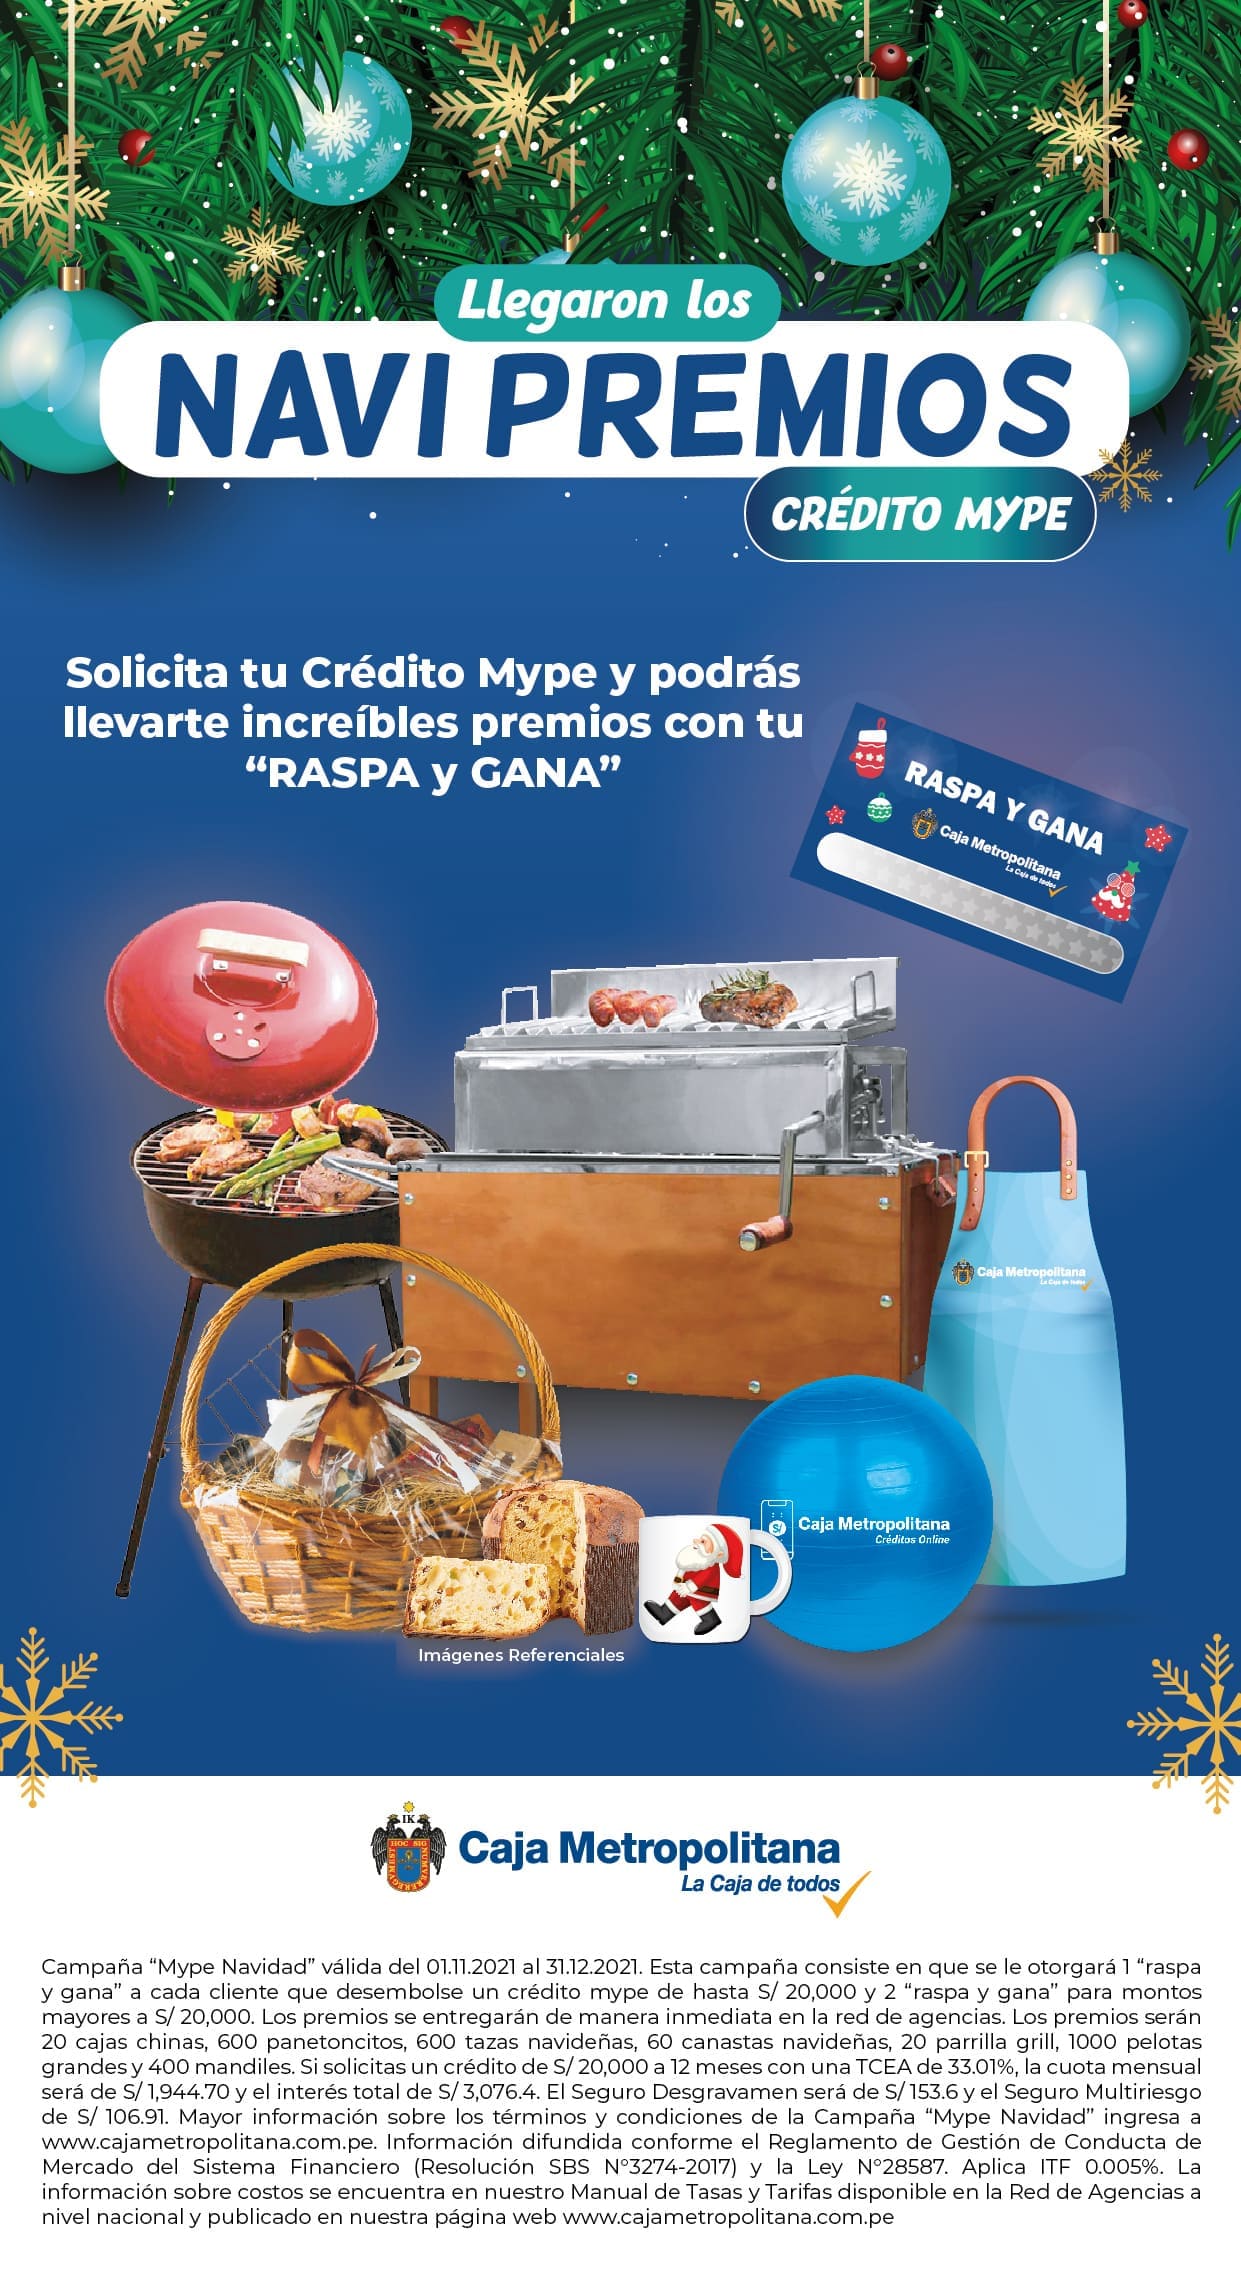 Llegaron los
NAVI PREMIOS
CRÉDITO MYPE
Solicita tu Crédito Mype y podrás
llevarte increíbles premios con tu
“RASPA y GANA”
RASPA Y GANA
Caja Metropolitana
La Caja de todos
Caja Metropolitana
La Caja de todos
S/
Caja Metropolitana
Créditos Online
Imágenes Referenciales
IK
HOC SIG
Caja Metropolitana
La Caja de todos
Campaña “Mype Navidad” válida del 01.11.2021 al 31.12.2021. Esta campaña consiste en que se le otorgará 1 “raspa
y gana” a cada cliente que desembolse un crédito mype de hasta S/ 20,000 y 2 “raspa y gana” para montos
mayores a S/ 20,000. Los premios se entregarán de manera inmediata en la red de agencias. Los premios serán
20 cajas chinas, 600 panetoncitos, 600 tazas navideñas, 60 canastas navideñas, 20 parrilla grill, 1000 pelotas
grandes y 400 mandiles. Si solicitas un crédito de S/ 20,000 a 12 meses con una TCEA de 33.01%, la cuota mensual
será de S/ 1,944.70 y el interés total de S/ 3,076.4. El Seguro Desgravamen será de S/ 153.6 y el Seguro Multiriesgo
de S/ 106.91. Mayor información sobre los términos y condiciones de la Campaña “Mype Navidad” ingresa a
www.cajametropolitana.com.pe. Información difundida conforme el Reglamento de Gestión de Conducta de
Mercado del Sistema Financiero (Resolución SBS N°3274-2017) y la Ley N°28587. Aplica ITF 0.005%. La
información sobre costos se encuentra en nuestro Manual de Tasas y Tarifas disponible en la Red de Agencias a
nivel nacional y publicado en nuestra página web www.cajametropolitana.com.pe